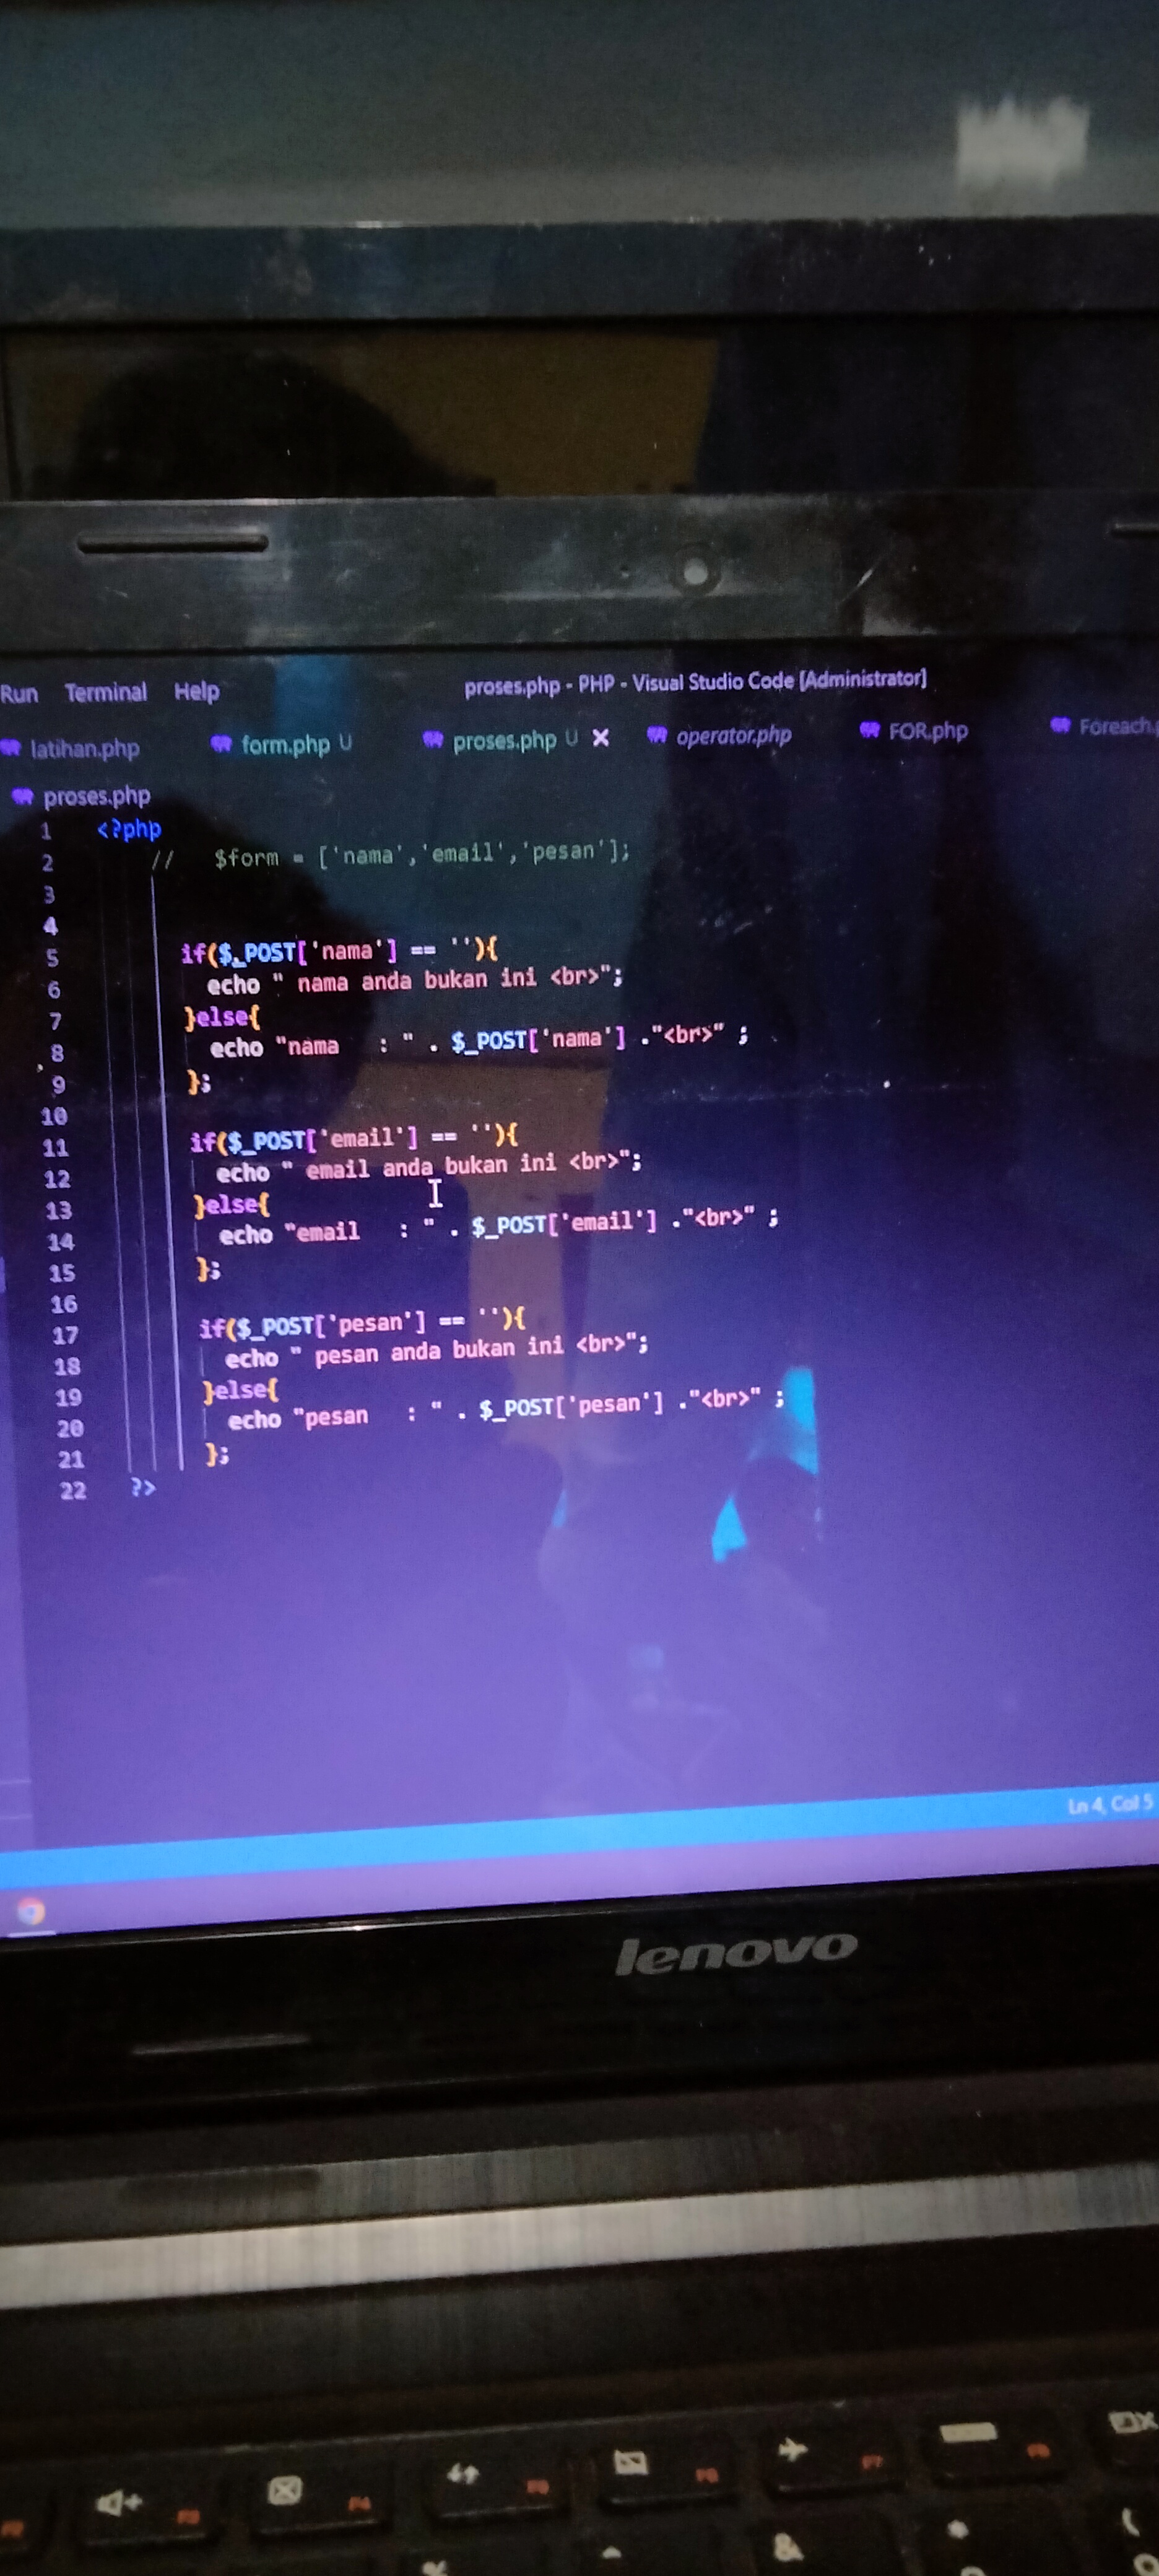 Run Terminal Help proses.php - PHP - Visual Studio Code [Administrator]
latihan.php form.php U proses.php U X operator.php FOR.php Foreach.
proses.php
1 <?php
2 // $form = ['nama','email','pesan'];
3
4
5 if($_POST['nama'] == ''){
6 echo " nama anda bukan ini <br>";
7 }else{
8 echo "nama : " . $_POST['nama'] ."<br>" ;
9 };
10
11 if($_POST['email'] == ''){
12 echo " email anda bukan ini <br>";
13 }else{
14 echo "email : " . $_POST['email'] ."<br>" ;
15 };
16
17 if($_POST['pesan'] == ''){
18 echo " pesan anda bukan ini <br>";
19 }else{
20 echo "pesan : " . $_POST['pesan'] ."<br>" ;
21 };
22 ?>
Ln 4, Col 5
lenovo
F7
&